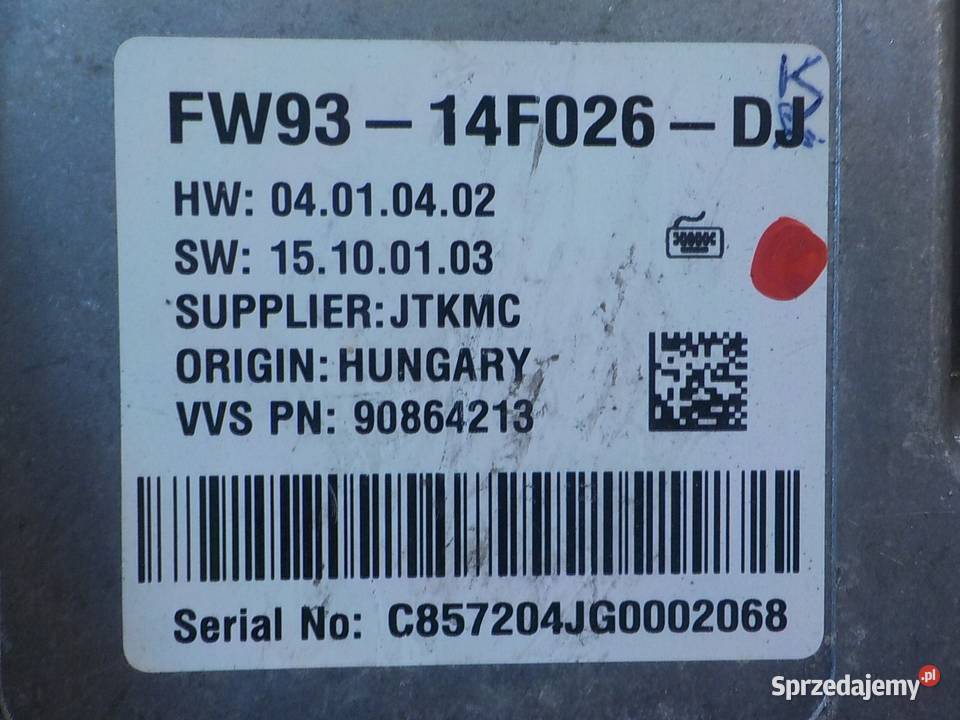 K
FW93 – 14F026 – DJ
HW: 04.01.04.02
SW: 15.10.01.03
SUPPLIER: JTKMC
ORIGIN: HUNGARY
VVS PN: 90864213
Serial No: C857204JG0002068
Sprzedajemy.pl